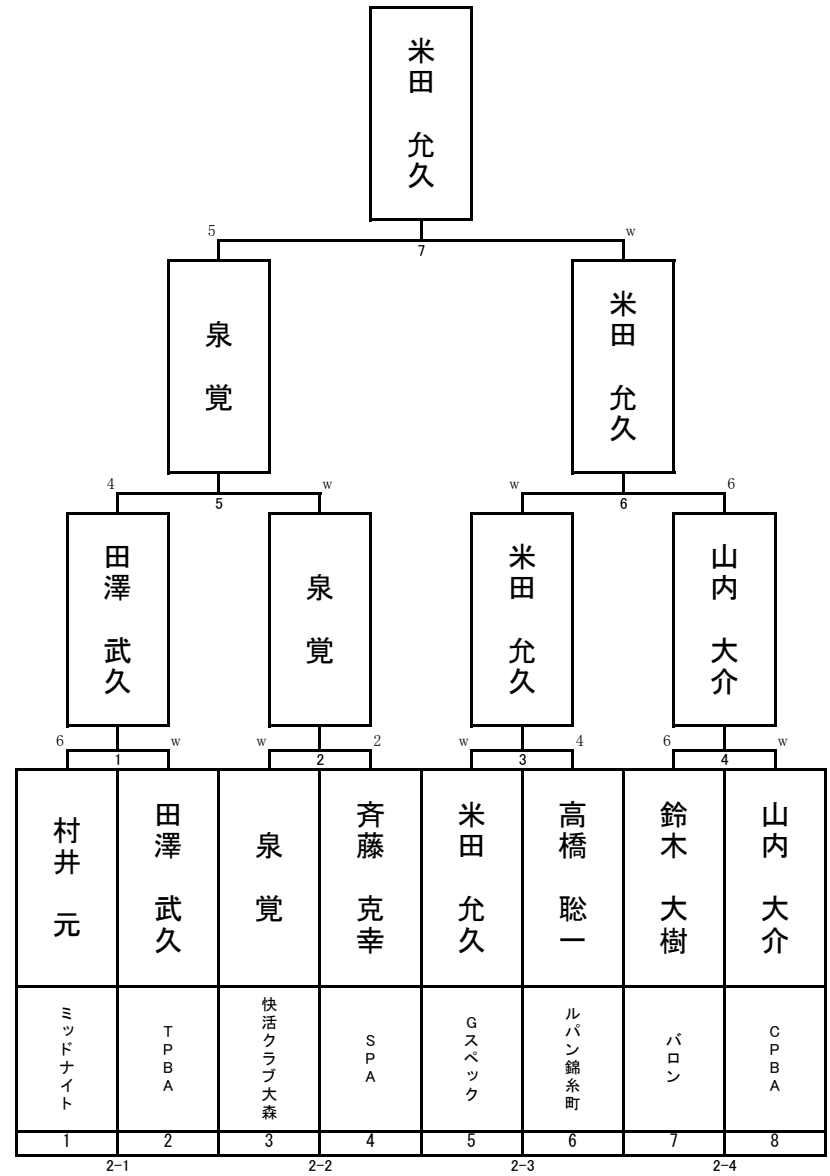 米田 允久
5 w
7
泉 覚 米田 允久
4 w w 6
5 6
田澤 武久 泉 覚 米田 允久 山内 大介
6 w w 2 w 4 6 w
1 2 3 4
村井 元 田澤 武久 泉 覚 斉藤 克幸 米田 允久 高橋 聡一 鈴木 大樹 山内 大介
ミッドナイト TPBA 快活クラブ大森 SPA Gスペック ルパン錦糸町 バロン CPBA
1 2 3 4 5 6 7 8
2-1 2-2 2-3 2-4